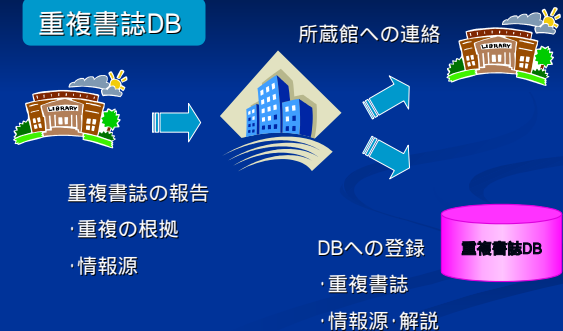 重複書誌DB
所蔵館への連絡
LIBRARY
LIBRARY
重複書誌の報告
･重複の根拠
･情報源
DBへの登録
･重複書誌
･情報源･解説
重複書誌DB